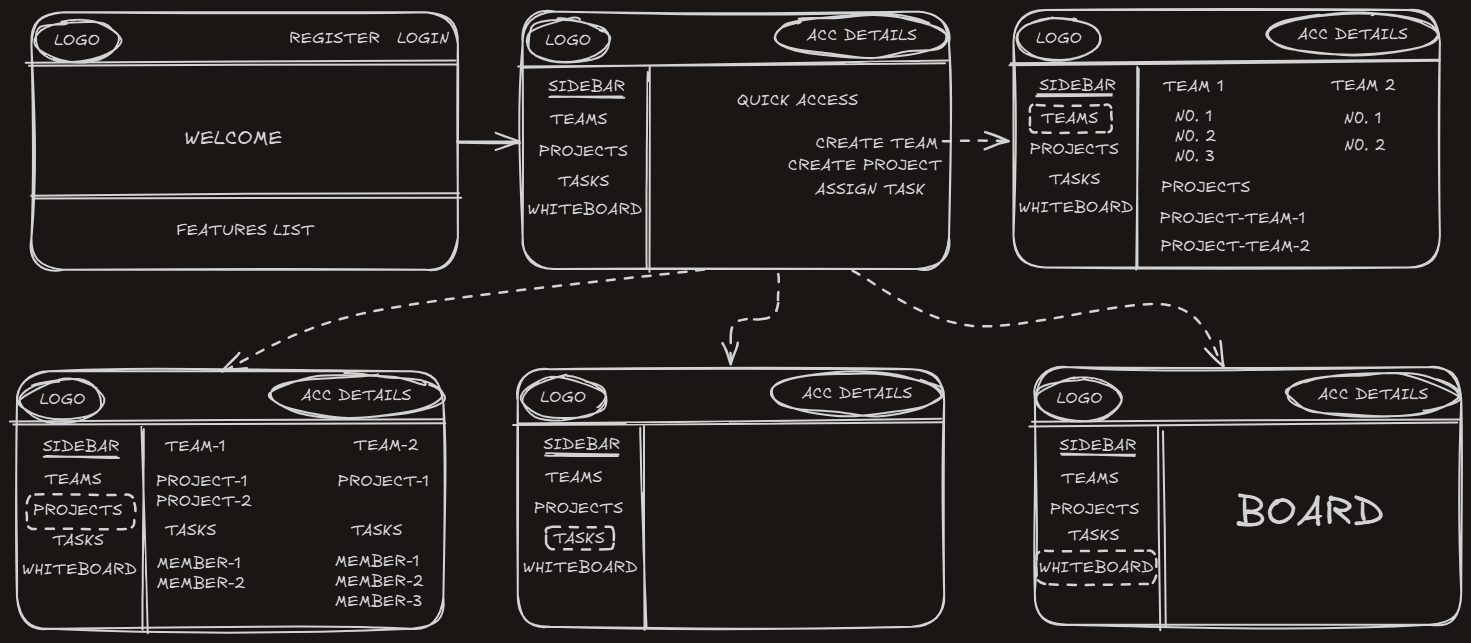 LOGO
REGISTER LOGIN
WELCOME
FEATURES LIST
LOGO
ACC DETAILS
SIDEBAR
TEAMS
PROJECTS
TASKS
WHITEBOARD
QUICK ACCESS
CREATE TEAM
CREATE PROJECT
ASSIGN TASK
LOGO
ACC DETAILS
SIDEBAR
TEAMS
PROJECTS
TASKS
WHITEBOARD
TEAM 1
NO. 1
NO. 2
NO. 3
TEAM 2
NO. 1
NO. 2
PROJECTS
PROJECT-TEAM-1
PROJECT-TEAM-2
LOGO
ACC DETAILS
SIDEBAR
TEAMS
PROJECTS
TASKS
WHITEBOARD
TEAM-1
PROJECT-1
PROJECT-2
TASKS
MEMBER-1
MEMBER-2
TEAM-2
PROJECT-1
TASKS
MEMBER-1
MEMBER-2
MEMBER-3
LOGO
ACC DETAILS
SIDEBAR
TEAMS
PROJECTS
TASKS
WHITEBOARD
LOGO
ACC DETAILS
SIDEBAR
TEAMS
PROJECTS
TASKS
WHITEBOARD
BOARD